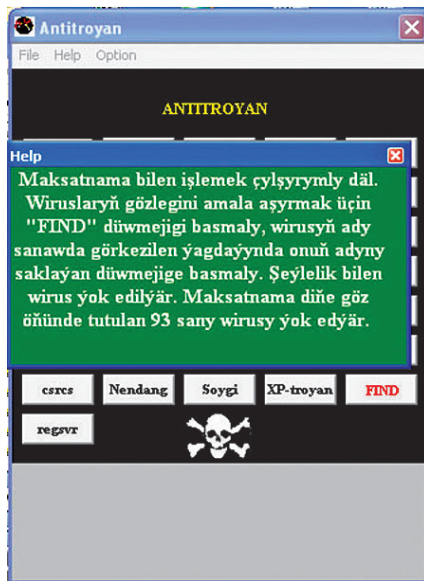 Antitroyan
File Help Option
ANTITROYAN
Help
Maksatnama bilen işlemek çylşyrymly däl.
Wiruslaryň gözlegini amala aşyrmak üçin
"FIND" düwmejigi basmaly, wirusyň ady
sanawda görkezilen ýagdaýynda onuň adyny
saklaýan düwmejige basmaly. Şeýlelik bilen
wirus ýok edilýär. Maksatnama diňe göz
öňünde tutulan 93 sany wirusy ýok edýär.
csrcs Nendang Soygi XP-troyan FIND
regsvr